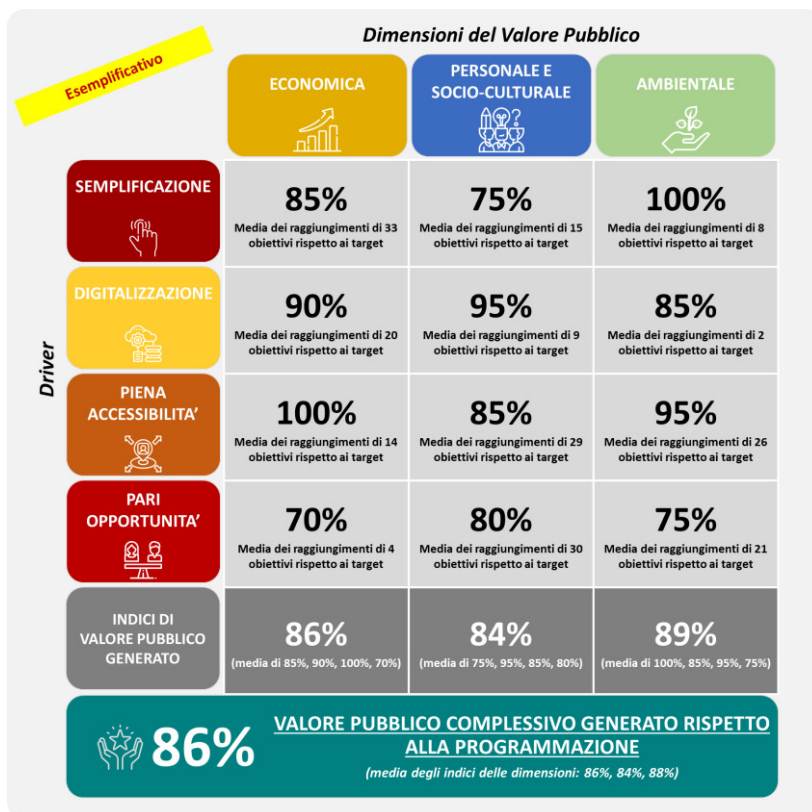 Dimensioni del Valore Pubblico
Esemplificativo
ECONOMICA
PERSONALE E
SOCIO-CULTURALE
AMBIENTALE
Driver
SEMPLIFICAZIONE
85%
Media dei raggiungimenti di 33
obiettivi rispetto ai target
75%
Media dei raggiungimenti di 15
obiettivi rispetto ai target
100%
Media dei raggiungimenti di 8
obiettivi rispetto ai target
DIGITALIZZAZIONE
90%
Media dei raggiungimenti di 20
obiettivi rispetto ai target
95%
Media dei raggiungimenti di 9
obiettivi rispetto ai target
85%
Media dei raggiungimenti di 2
obiettivi rispetto ai target
PIENA
ACCESSIBILITA’
100%
Media dei raggiungimenti di 14
obiettivi rispetto ai target
85%
Media dei raggiungimenti di 29
obiettivi rispetto ai target
95%
Media dei raggiungimenti di 26
obiettivi rispetto ai target
PARI
OPPORTUNITA’
70%
Media dei raggiungimenti di 4
obiettivi rispetto ai target
80%
Media dei raggiungimenti di 30
obiettivi rispetto ai target
75%
Media dei raggiungimenti di 21
obiettivi rispetto ai target
INDICI DI
VALORE PUBBLICO
GENERATO
86%
(media di 85%, 90%, 100%, 70%)
84%
(media di 75%, 95%, 85%, 80%)
89%
(media di 100%, 85%, 95%, 75%)
86%
VALORE PUBBLICO COMPLESSIVO GENERATO RISPETTO
ALLA PROGRAMMAZIONE
(media degli indici delle dimensioni: 86%, 84%, 88%)